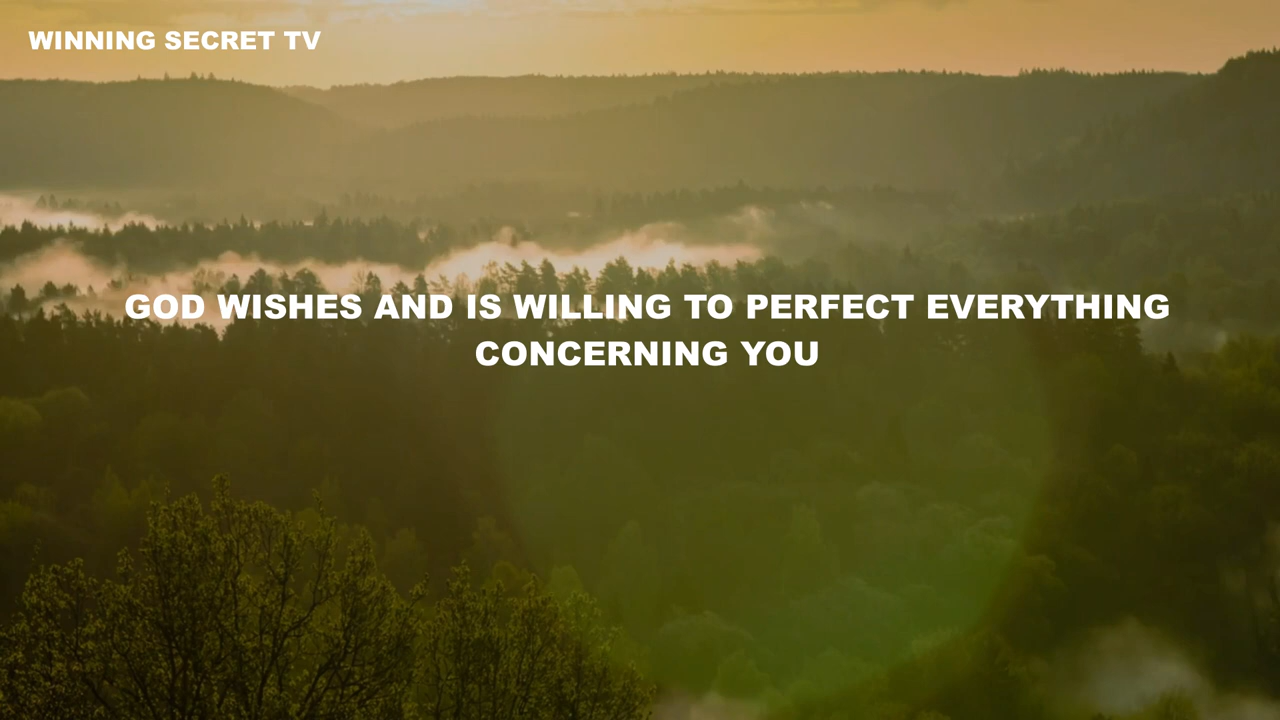 WINNING SECRET TV
GOD WISHES AND IS WILLING TO PERFECT EVERYTHING
CONCERNING YOU